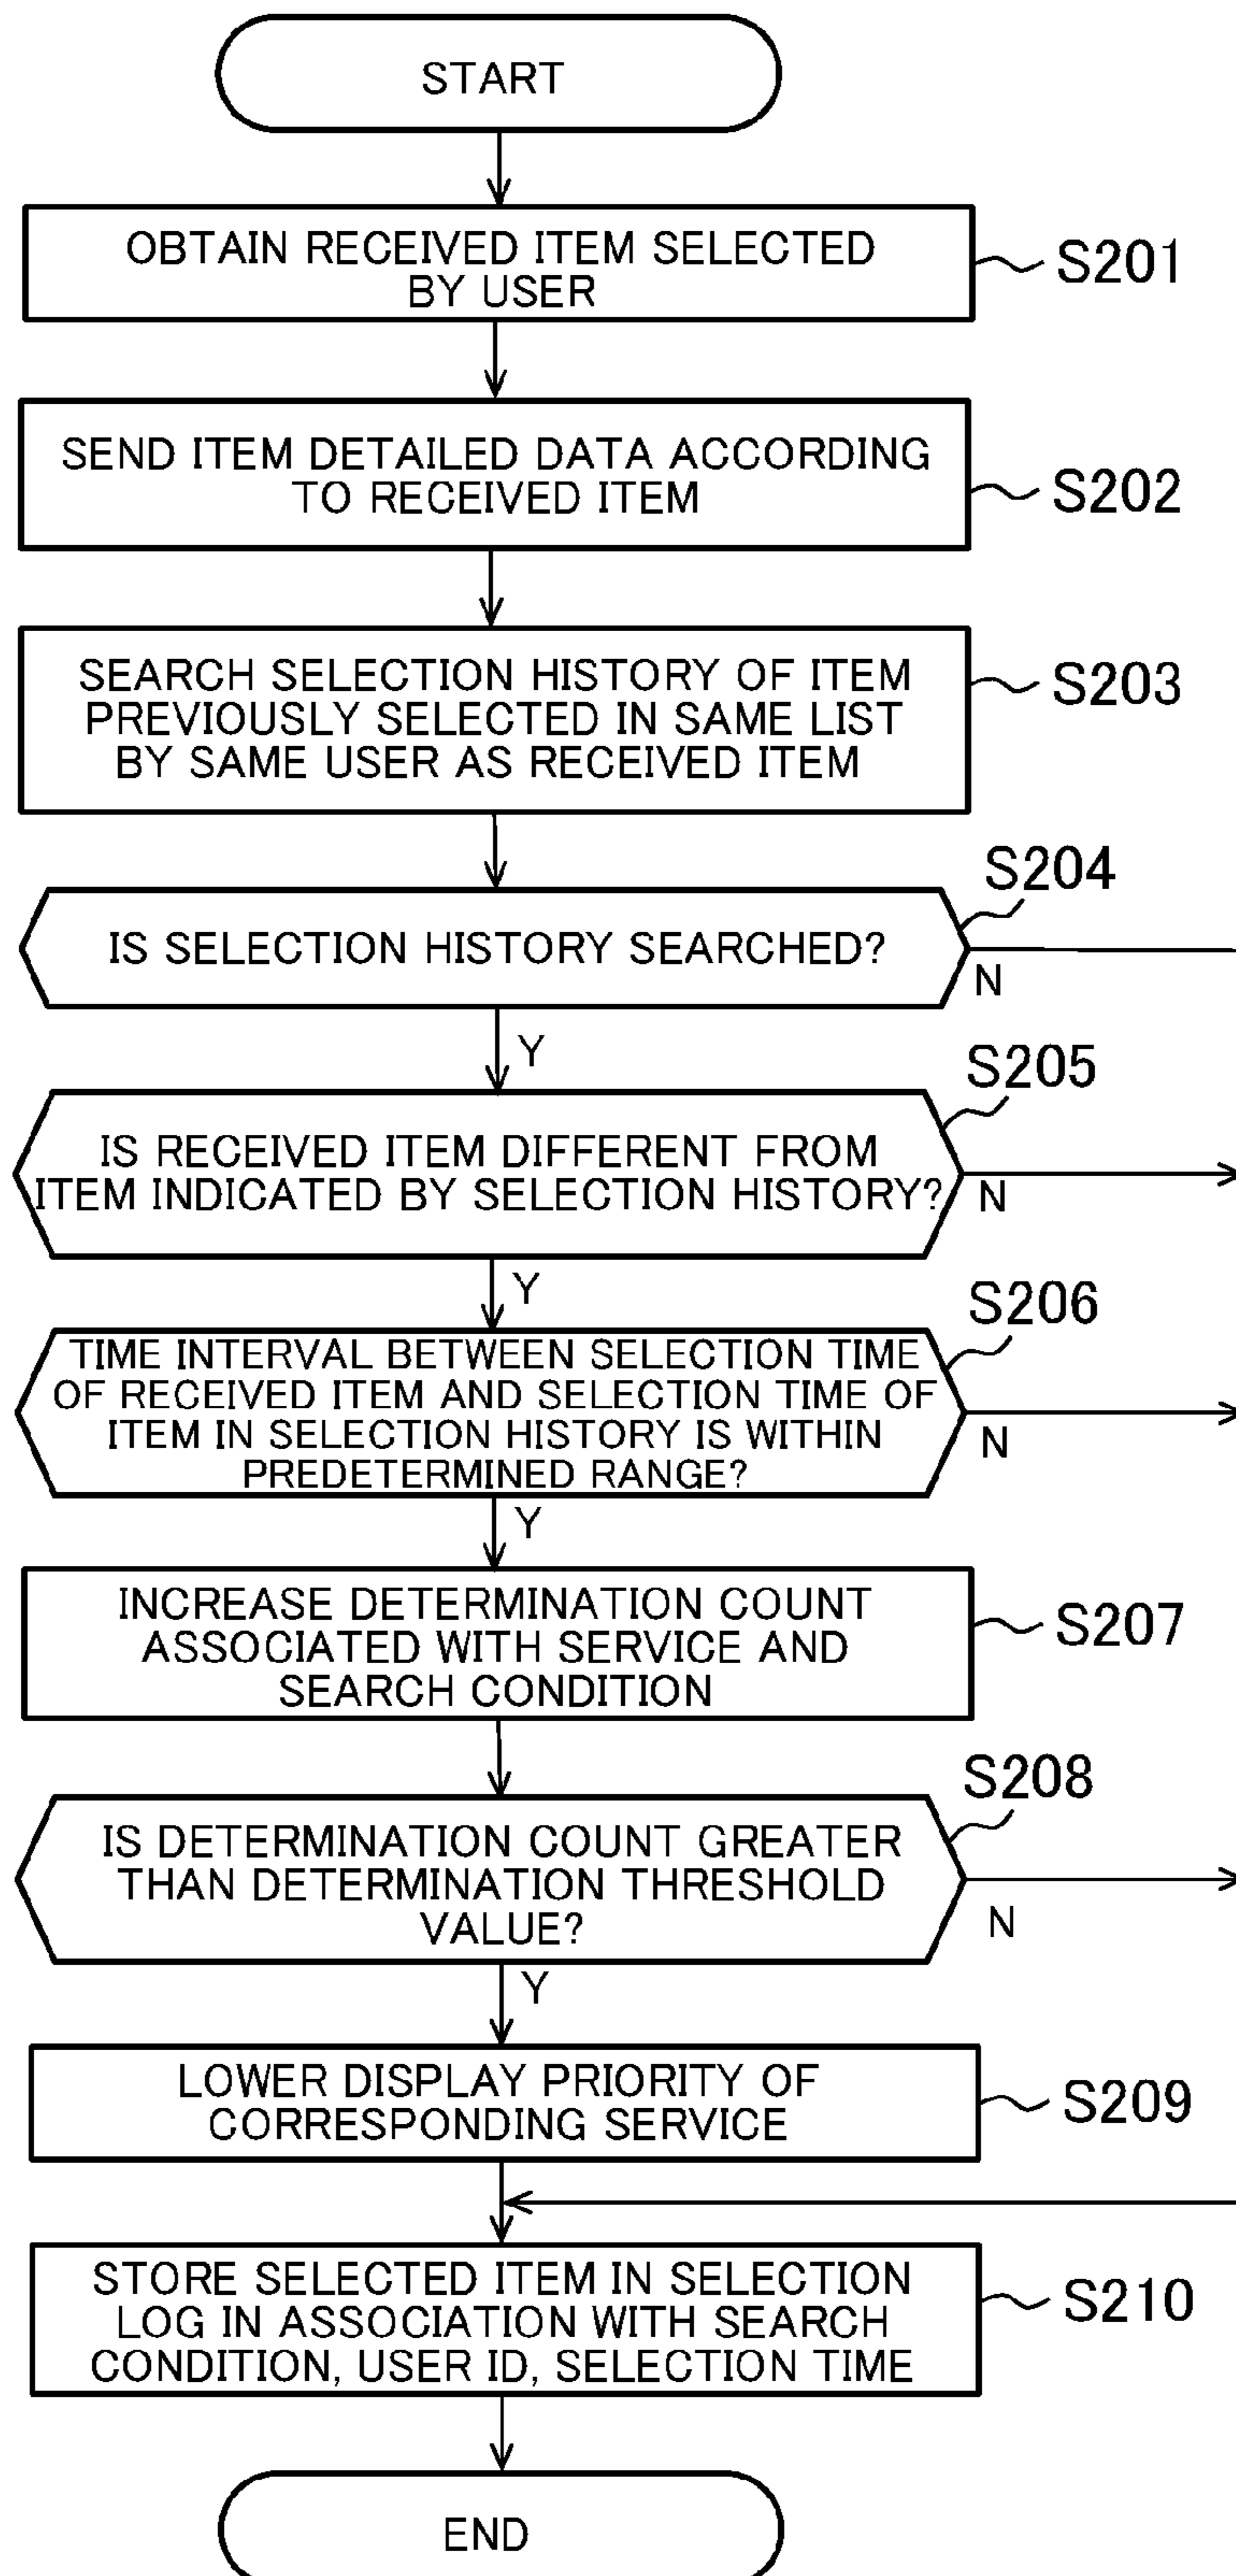 START
OBTAIN RECEIVED ITEM SELECTED
BY USER
S201
SEND ITEM DETAILED DATA ACCORDING
TO RECEIVED ITEM
S202
SEARCH SELECTION HISTORY OF ITEM
PREVIOUSLY SELECTED IN SAME LIST
BY SAME USER AS RECEIVED ITEM
S203
S204
IS SELECTION HISTORY SEARCHED?
N
Y
S205
IS RECEIVED ITEM DIFFERENT FROM
ITEM INDICATED BY SELECTION HISTORY?
N
Y
S206
TIME INTERVAL BETWEEN SELECTION TIME
OF RECEIVED ITEM AND SELECTION TIME OF
ITEM IN SELECTION HISTORY IS WITHIN
PREDETERMINED RANGE?
N
Y
INCREASE DETERMINATION COUNT
ASSOCIATED WITH SERVICE AND
SEARCH CONDITION
S207
S208
IS DETERMINATION COUNT GREATER
THAN DETERMINATION THRESHOLD
VALUE?
N
Y
LOWER DISPLAY PRIORITY OF
CORRESPONDING SERVICE
S209
STORE SELECTED ITEM IN SELECTION
LOG IN ASSOCIATION WITH SEARCH
CONDITION, USER ID, SELECTION TIME
S210
END